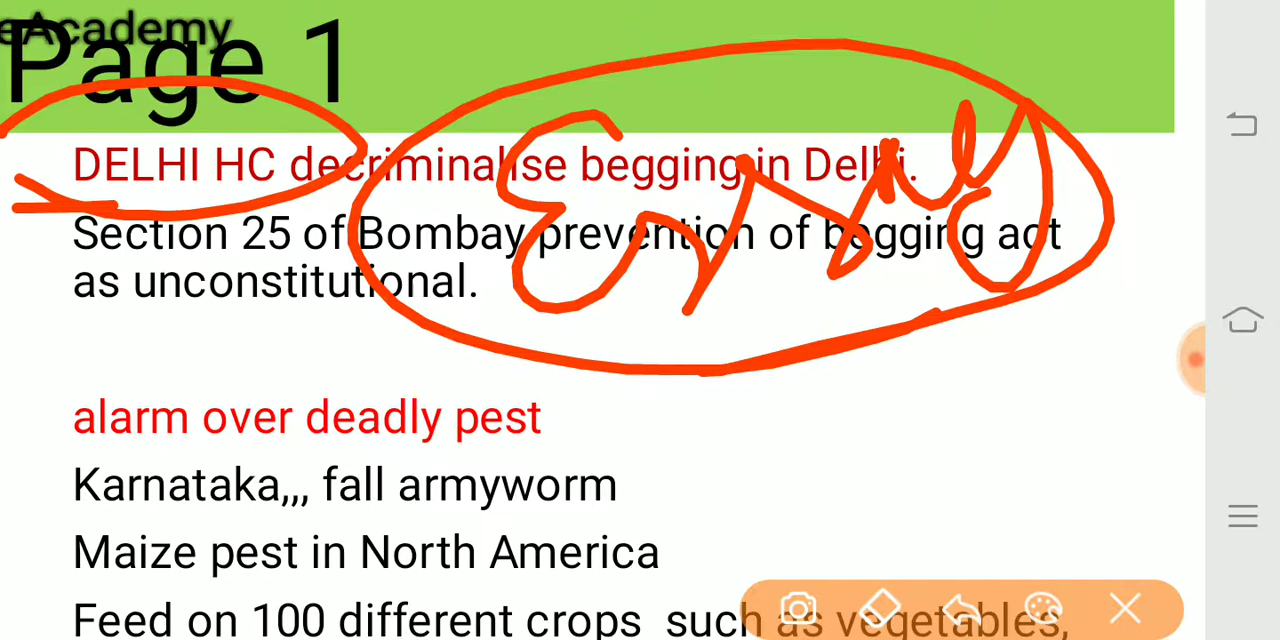 eAcademy
Page 1
DELHI HC decriminalise begging in Delhi.
Section 25 of Bombay prevention of begging act
as unconstitutional.
Essay
alarm over deadly pest
Karnataka,,, fall armyworm
Maize pest in North America
Feed on 100 different crops such as vegetables,